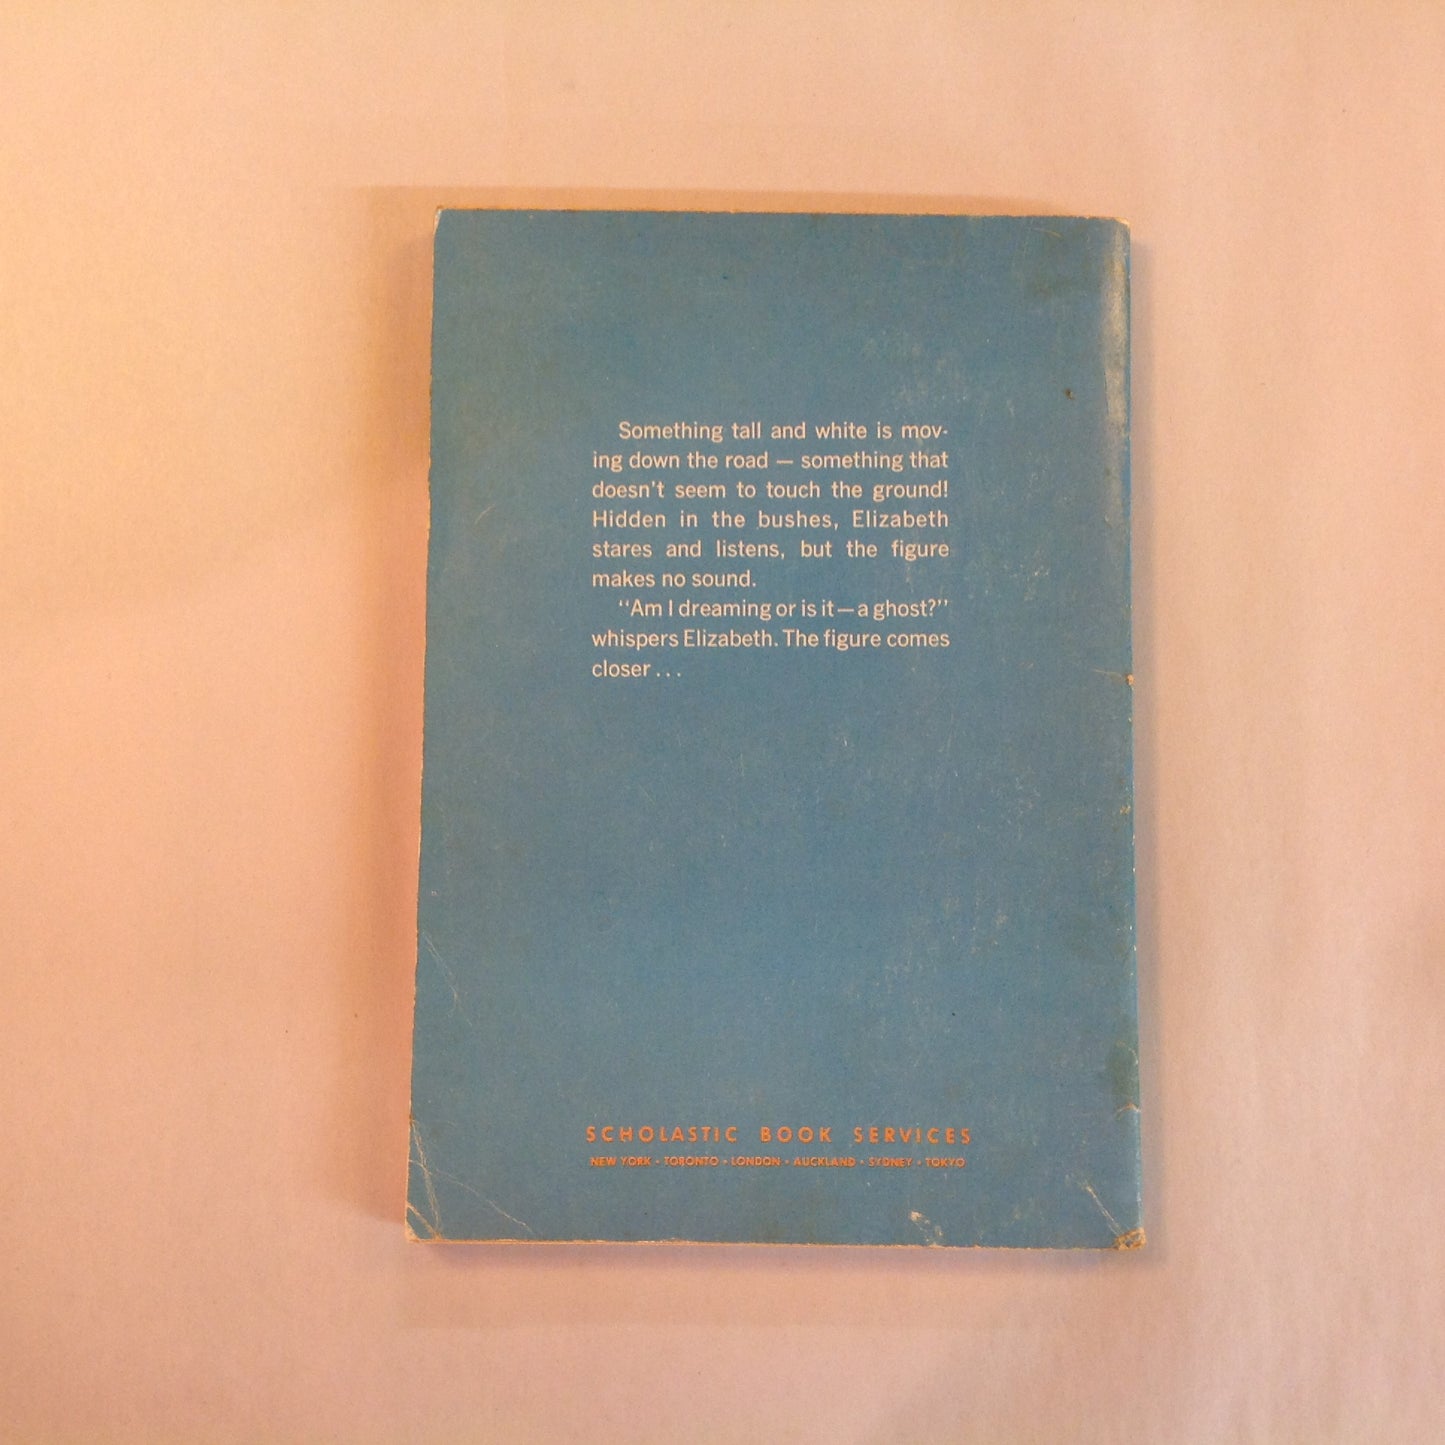 Something tall and white is mov-
ing down the road — something that
doesn't seem to touch the ground!
Hidden in the bushes, Elizabeth
stares and listens, but the figure
makes no sound.
"Am I dreaming or is it—a ghost?"
whispers Elizabeth. The figure comes
closer . . .
SCHOLASTIC BOOK SERVICES
NEW YORK • TORONTO • LONDON • AUCKLAND • SYDNEY • TOKYO